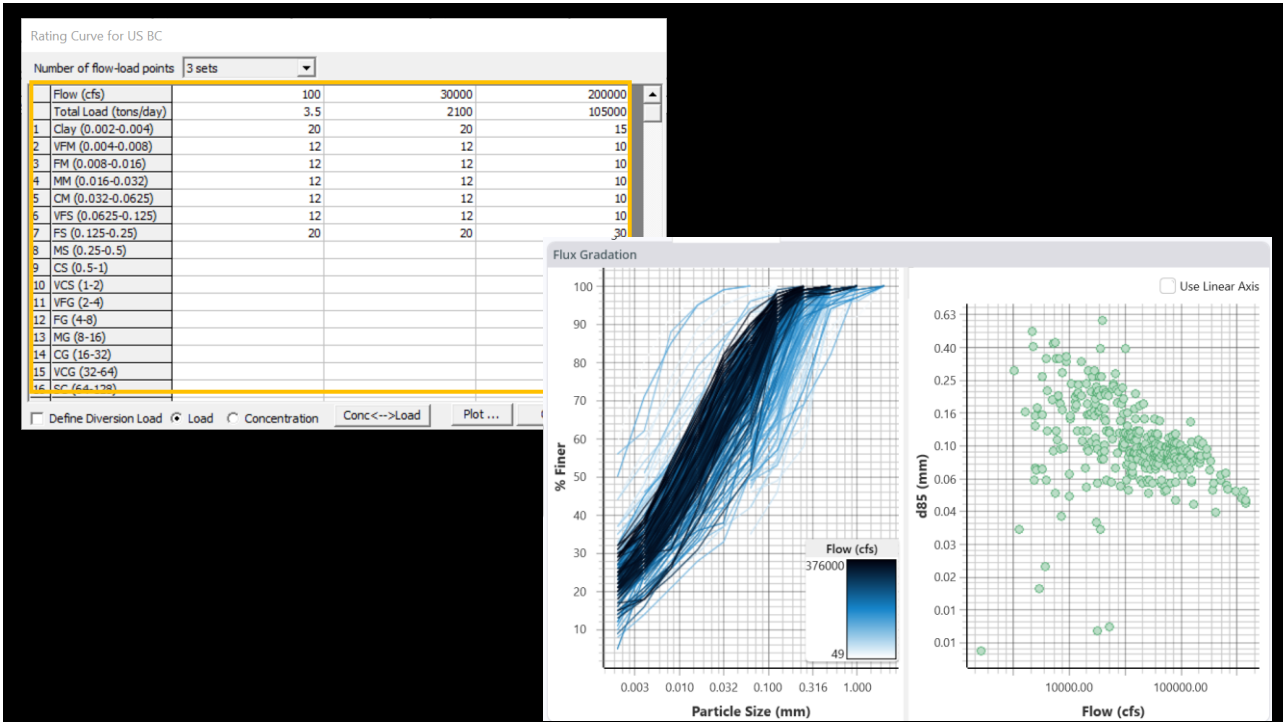 Rating Curve for US BC
Number of flow-load points 3 sets
Flow (cfs) 100 30000 200000
Total Load (tons/day) 3.5 2100 105000
1 Clay (0.002-0.004) 20 20 15
2 VFM (0.004-0.008) 12 12 10
3 FM (0.008-0.016) 12 12 10
4 MM (0.016-0.032) 12 12 10
5 CM (0.032-0.0625) 12 12 10
6 VFS (0.0625-0.125) 12 12 10
7 FS (0.125-0.25) 20 20 30
8 MS (0.25-0.5)
9 CS (0.5-1)
10 VCS (1-2)
11 VFG (2-4)
12 FG (4-8)
13 MG (8-16)
14 CG (16-32)
15 VCG (32-64)
16 SC (64-128)
Define Diversion Load Load Concentration Conc<-->Load Plot ...
Flux Gradation
100
90
80
70
60
50
40
30
20
10
% Finer
0.003 0.010 0.032 0.100 0.316 1.000
Particle Size (mm)
Flow (cfs)
376000
49
Use Linear Axis
0.63
0.40
0.25
0.16
0.10
0.06
0.04
0.03
0.02
0.01
0.01
d85 (mm)
10000.00 100000.00
Flow (cfs)